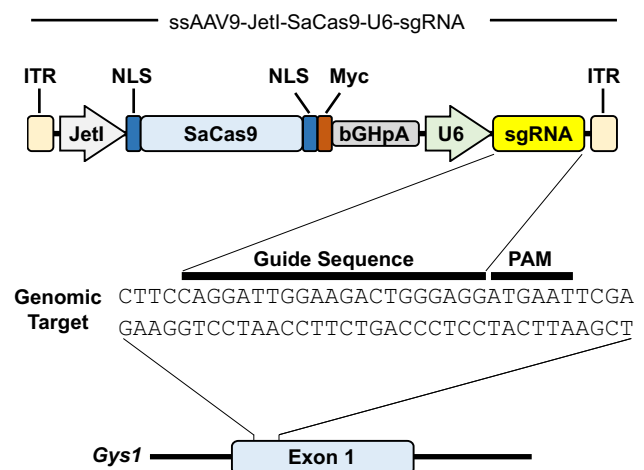 ssAAV9-JetI-SaCas9-U6-sgRNA
ITR NLS NLS Myc ITR
JetI SaCas9 bGHpA U6 sgRNA
Guide Sequence PAM
Genomic Target
CTTCCAGGATTGGAAGACTGGGAGGATGAATTCGA
GAAGGTCCTAACCTTCTGACCCTCCTACTTAAGCT
Gys1 Exon 1